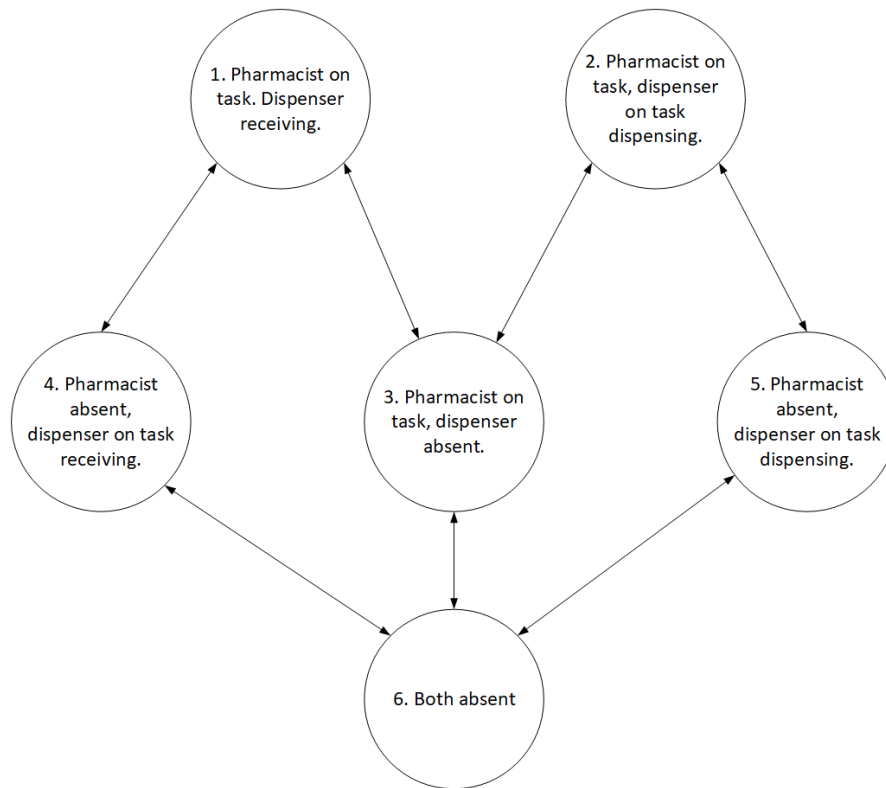 1. Pharmacist on
task. Dispenser
receiving.
2. Pharmacist on
task, dispenser
on task
dispensing.
4. Pharmacist
absent,
dispenser on task
receiving.
3. Pharmacist on
task, dispenser
absent.
5. Pharmacist
absent,
dispenser on task
dispensing.
6. Both absent